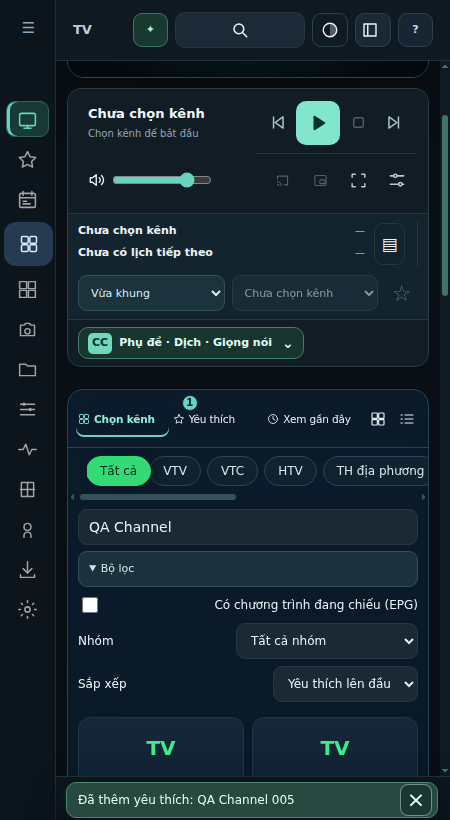 TV
?
Chưa chọn kênh
Chọn kênh để bắt đầu
Chưa chọn kênh —
Chưa có lịch tiếp theo —
Vừa khung
Chưa chọn kênh
CC Phụ đề · Dịch · Giọng nói
1
Chọn kênh
Yêu thích
Xem gần đây
Tất cả
VTV
VTC
HTV
TH địa phương
QA Channel
▼ Bộ lọc
Có chương trình đang chiếu (EPG)
Nhóm
Tất cả nhóm
Sắp xếp
Yêu thích lên đầu
TV
TV
Đã thêm yêu thích: QA Channel 005